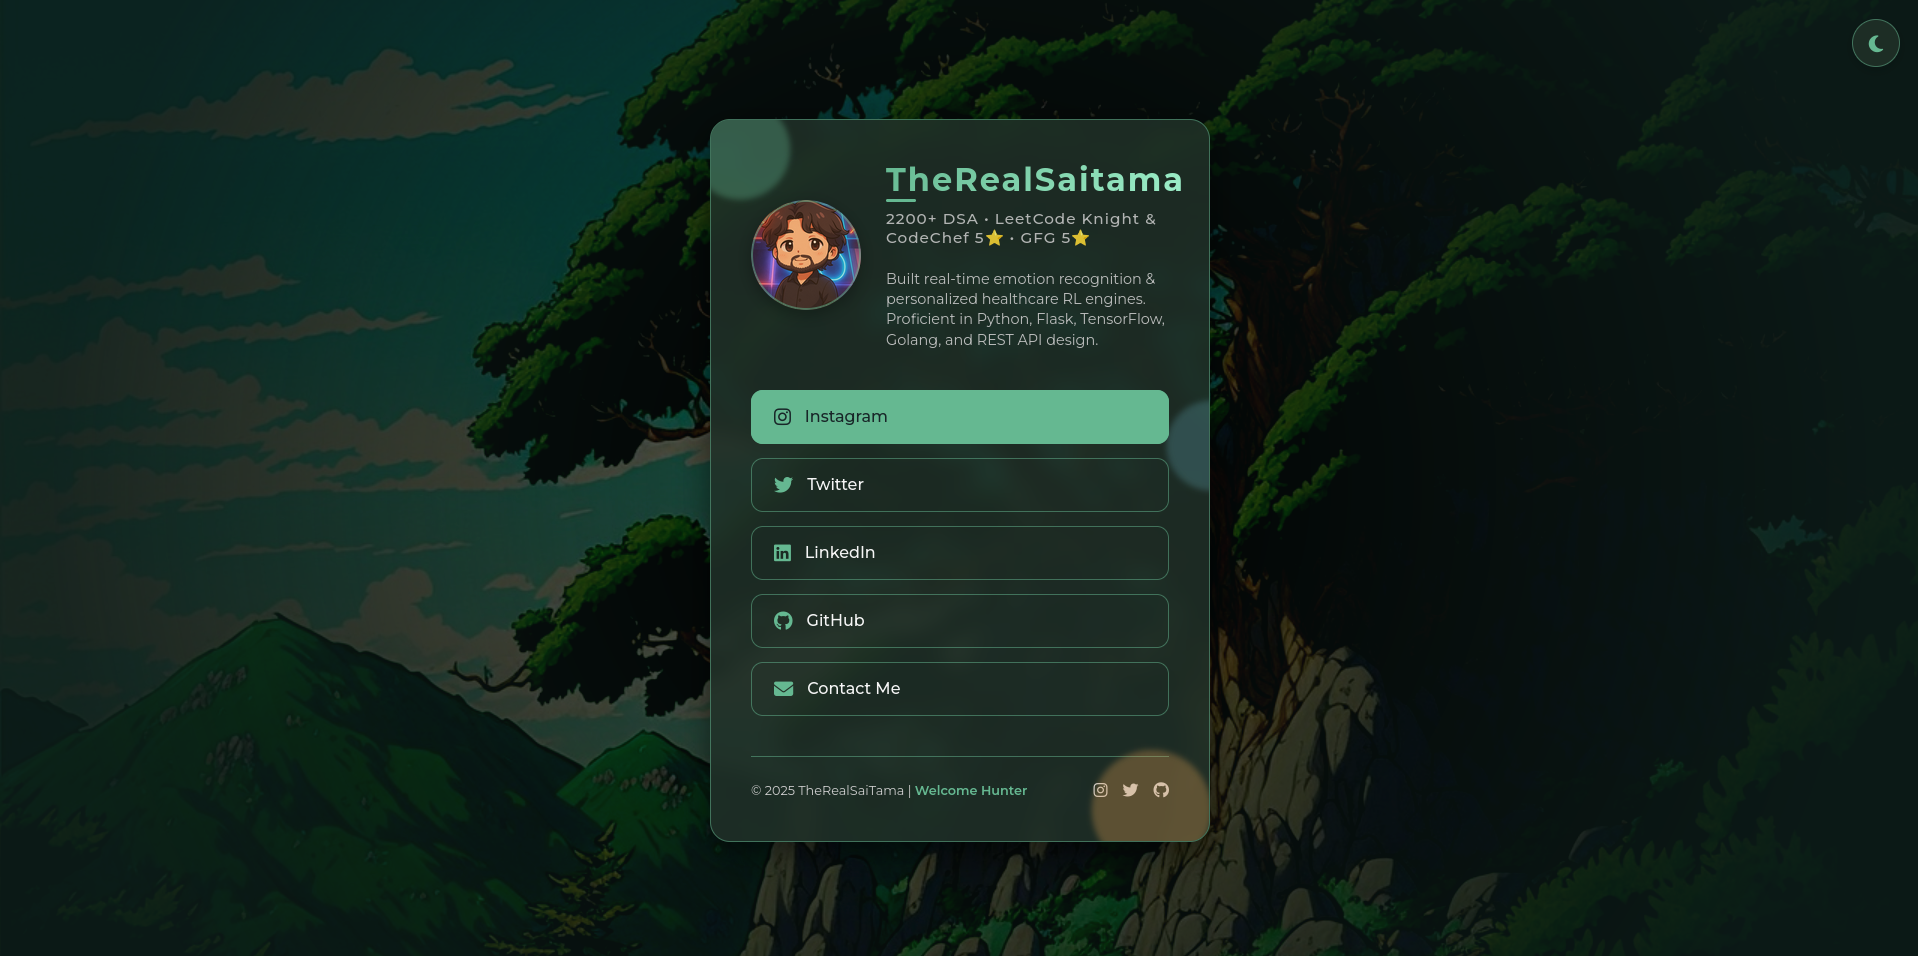 TheRealSaitama
2200+ DSA • LeetCode Knight &
CodeChef 5⭐ • GFG 5⭐
Built real-time emotion recognition &
personalized healthcare RL engines.
Proficient in Python, Flask, TensorFlow,
Golang, and REST API design.
Instagram
Twitter
LinkedIn
GitHub
Contact Me
© 2025 TheRealSaiTama | Welcome Hunter